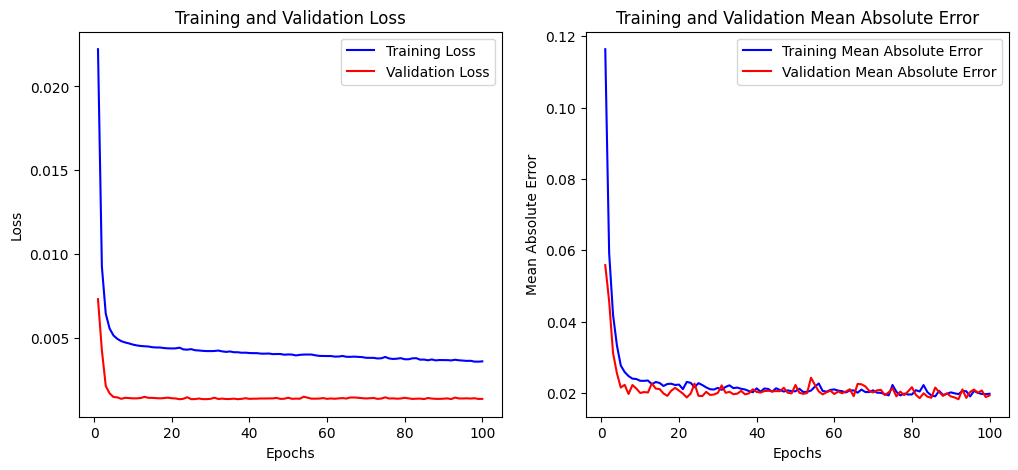 Training and Validation Loss
Training Loss
Validation Loss
0.020
0.015
0.010
0.005
Loss
0
20
40
60
80
100
Epochs
Training and Validation Mean Absolute Error
Training Mean Absolute Error
Validation Mean Absolute Error
0.12
0.10
0.08
0.06
0.04
0.02
Mean Absolute Error
0
20
40
60
80
100
Epochs